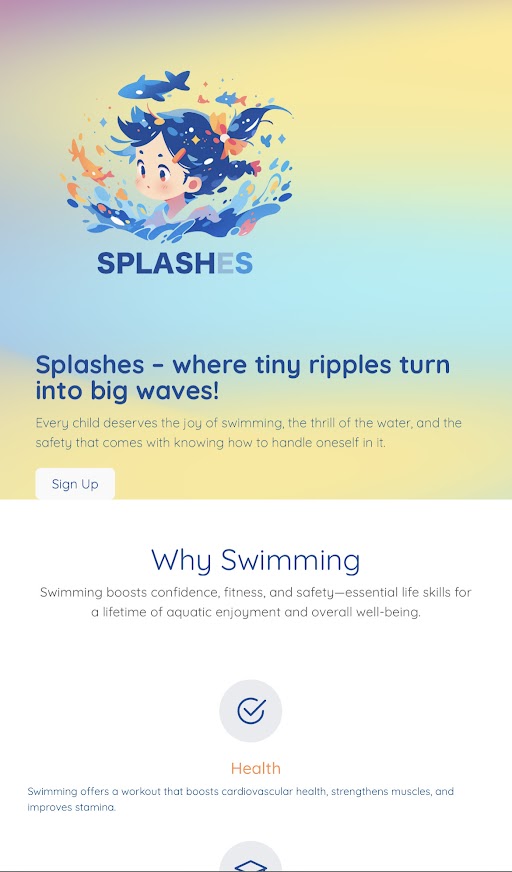 SPLASHES
Splashes – where tiny ripples turn
into big waves!
Every child deserves the joy of swimming, the thrill of the water, and the
safety that comes with knowing how to handle oneself in it.
Sign Up
Why Swimming
Swimming boosts confidence, fitness, and safety—essential life skills for
a lifetime of aquatic enjoyment and overall well-being.
Health
Swimming offers a workout that boosts cardiovascular health, strengthens muscles, and
improves stamina.